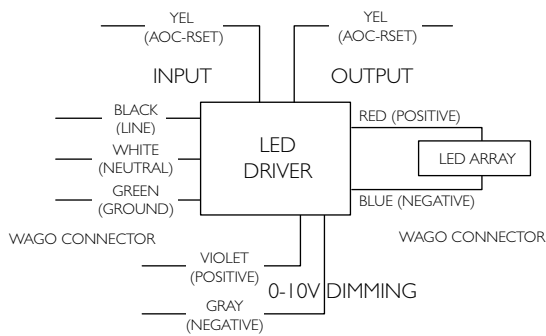 YEL
(AOC-RSET)
YEL
(AOC-RSET)
INPUT
OUTPUT
BLACK
(LINE)
WHITE
(NEUTRAL)
GREEN
(GROUND)
LED
DRIVER
RED (POSITIVE)
LED ARRAY
BLUE (NEGATIVE)
WAGO CONNECTOR
WAGO CONNECTOR
VIOLET
(POSITIVE)
0-10V DIMMING
GRAY
(NEGATIVE)